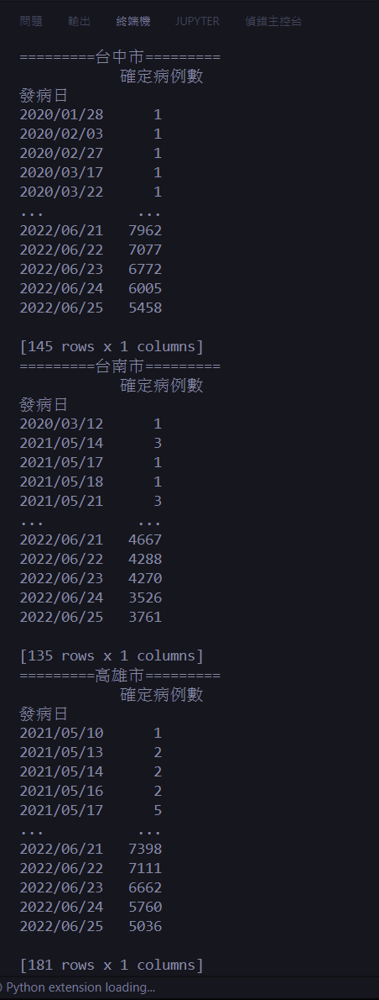 問題 輸出 終端機 JUPYTER 偵錯主控台
=========台中市=========
確定病例數
發病日
2020/01/28 1
2020/02/03 1
2020/02/27 1
2020/03/17 1
2020/03/22 1
... ...
2022/06/21 7962
2022/06/22 7077
2022/06/23 6772
2022/06/24 6005
2022/06/25 5458
[145 rows x 1 columns]
=========台南市=========
確定病例數
發病日
2020/03/12 1
2021/05/14 3
2021/05/17 1
2021/05/18 1
2021/05/21 3
... ...
2022/06/21 4667
2022/06/22 4288
2022/06/23 4270
2022/06/24 3526
2022/06/25 3761
[135 rows x 1 columns]
=========高雄市=========
確定病例數
發病日
2021/05/10 1
2021/05/13 2
2021/05/14 2
2021/05/16 2
2021/05/17 5
... ...
2022/06/21 7398
2022/06/22 7111
2022/06/23 6662
2022/06/24 5760
2022/06/25 5036
[181 rows x 1 columns]
Python extension loading...